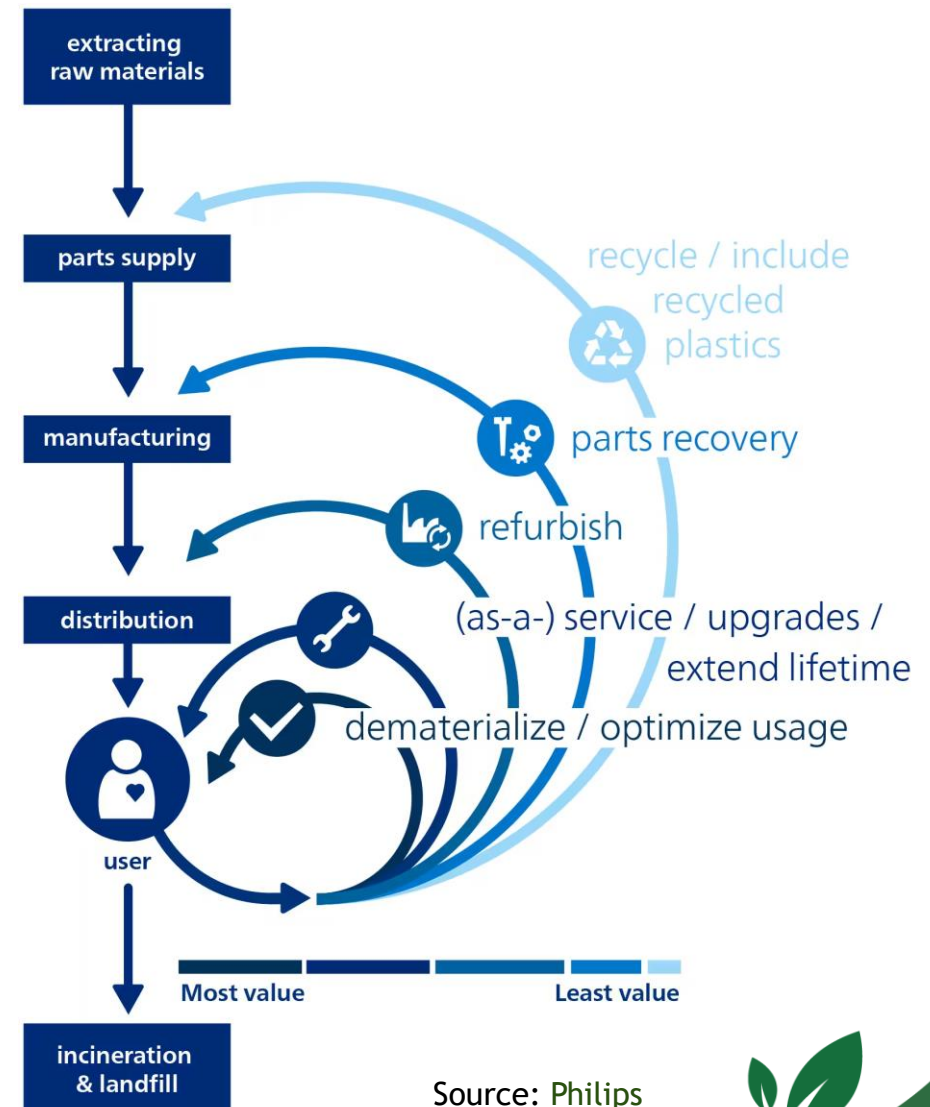 extracting
raw materials
parts supply
recycle / include
recycled
plastics
manufacturing
parts recovery
refurbish
distribution
(as-a-) service / upgrades /
extend lifetime
dematerialize / optimize usage
user
Most value
Least value
incineration
& landfill
Source: Philips